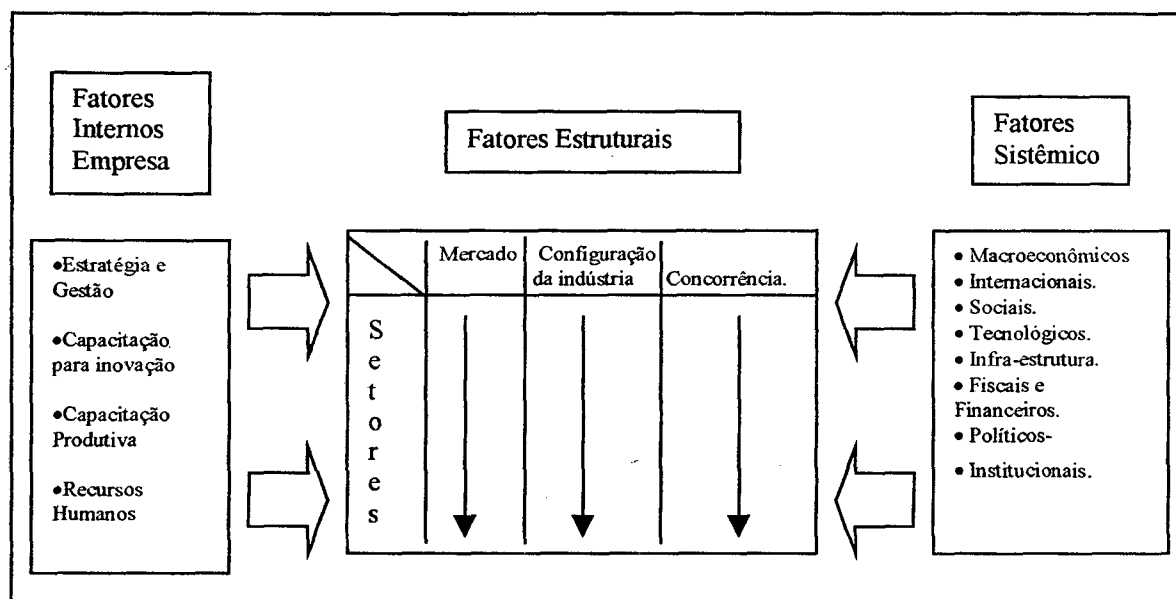 Fatores
Internos
Empresa
Fatores Estruturais
Fatores
Sistêmico
•Estratégia e
Gestão
•Capacitação
para inovação
•Capacitação
Produtiva
•Recursos
Humanos
Mercado
Configuração
da indústria
Concorrência.
S
e
t
o
r
e
s
• Macroeconômicos
• Internacionais.
• Sociais.
• Tecnológicos.
• Infra-estrutura.
• Fiscais e
Financeiros.
• Políticos-
• Institucionais.